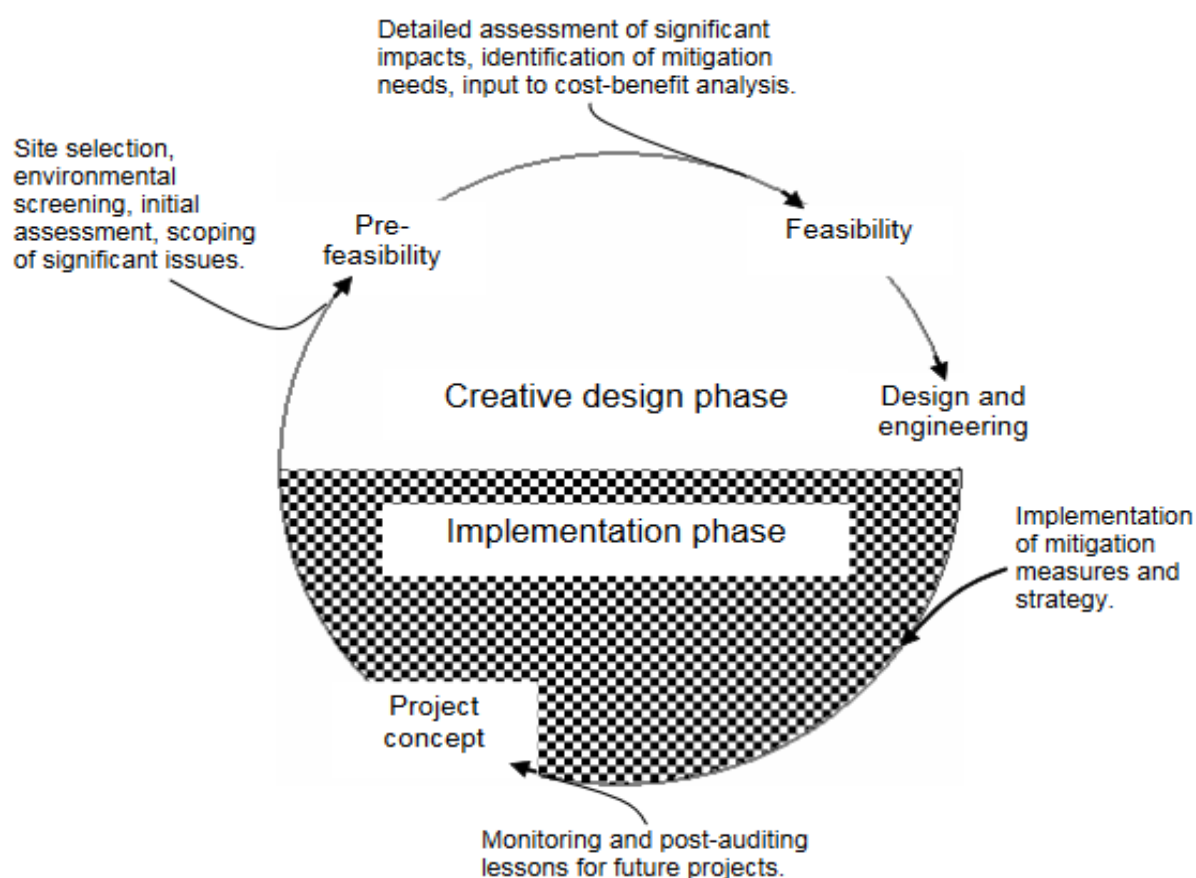 Detailed assessment of significant
impacts, identification of mitigation
needs, input to cost-benefit analysis.
Site selection,
environmental
screening, initial
assessment, scoping
of significant issues.
Pre-
feasibility
Feasibility
Creative design phase
Design and
engineering
Implementation phase
Implementation
of mitigation
measures and
strategy.
Project
concept
Monitoring and post-auditing
lessons for future projects.